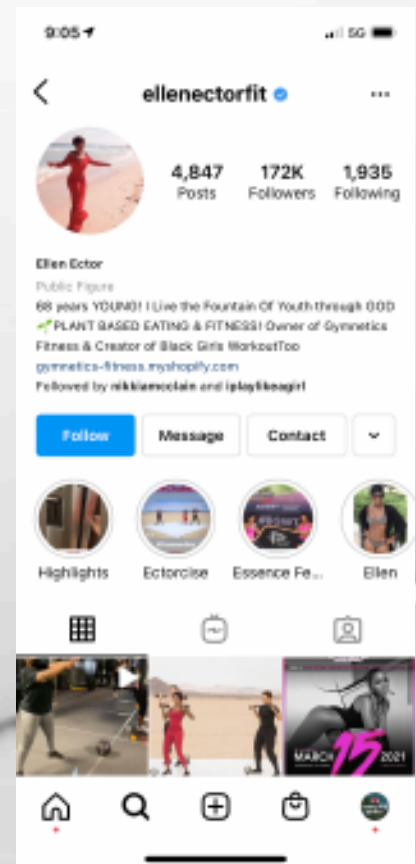 9:05
5G
ellenectorfit
4,847 172K 1,935
Posts Followers Following
Ellen Ector
Public Figure
68 years YOUNG! I Live the Fountain Of Youth through GOD
PLANT BASED EATING & FITNESS! Owner of Gymnetics
Fitness & Creator of Black Girls WorkoutToo
gymnetics-fitness.myshopify.com
Followed by nikkiamcclain and iplaylikeagirl
Follow Message Contact
Highlights Ectorcise Essence Fe... Ellen
MARCH 15 2021